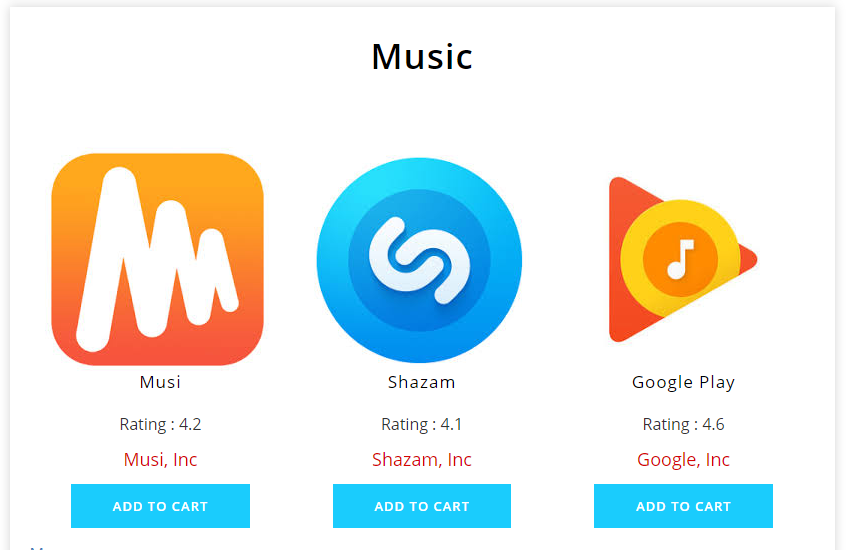 Music
Musi
Shazam
Google Play
Rating : 4.2
Rating : 4.1
Rating : 4.6
Musi, Inc
Shazam, Inc
Google, Inc
ADD TO CART
ADD TO CART
ADD TO CART